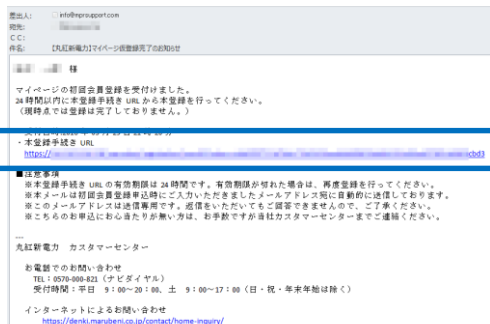 差出人: info@mprsupport.com
宛先:
CC:
件名: 【丸紅新電力】マイページ仮登録完了のお知らせ
様
マイページの初回会員登録を受付けました。
24時間以内に本登録手続き URL から本登録を行ってください。
(現時点では登録は完了しておりません。)
・本登録手続き URL
https:// cbd3
■注意事項
※本登録手続き URL の有効期限は 24 時間です。有効期限が切れた場合は、再度登録を行ってください。
※本メールは初回会員登録申込時にご入力いただきましたメールアドレス宛に自動的に送信しております。
※このメールアドレスは送信専用です。返信をいただいてもご回答できませんので、ご了承ください。
※こちらのお申込にお心当たりが無い方は、お手数ですが当社カスタマーセンターまでご連絡ください。
---
丸紅新電力 カスタマーセンター
お電話でのお問い合わせ
TEL:0570-000-821(ナビダイヤル)
受付時間:平日 9:00~20:00、土 9:00~17:00(日・祝・年末年始は除く)
インターネットによるお問い合わせ
https://denki.marubeni.co.jp/contact/home-inquiry/